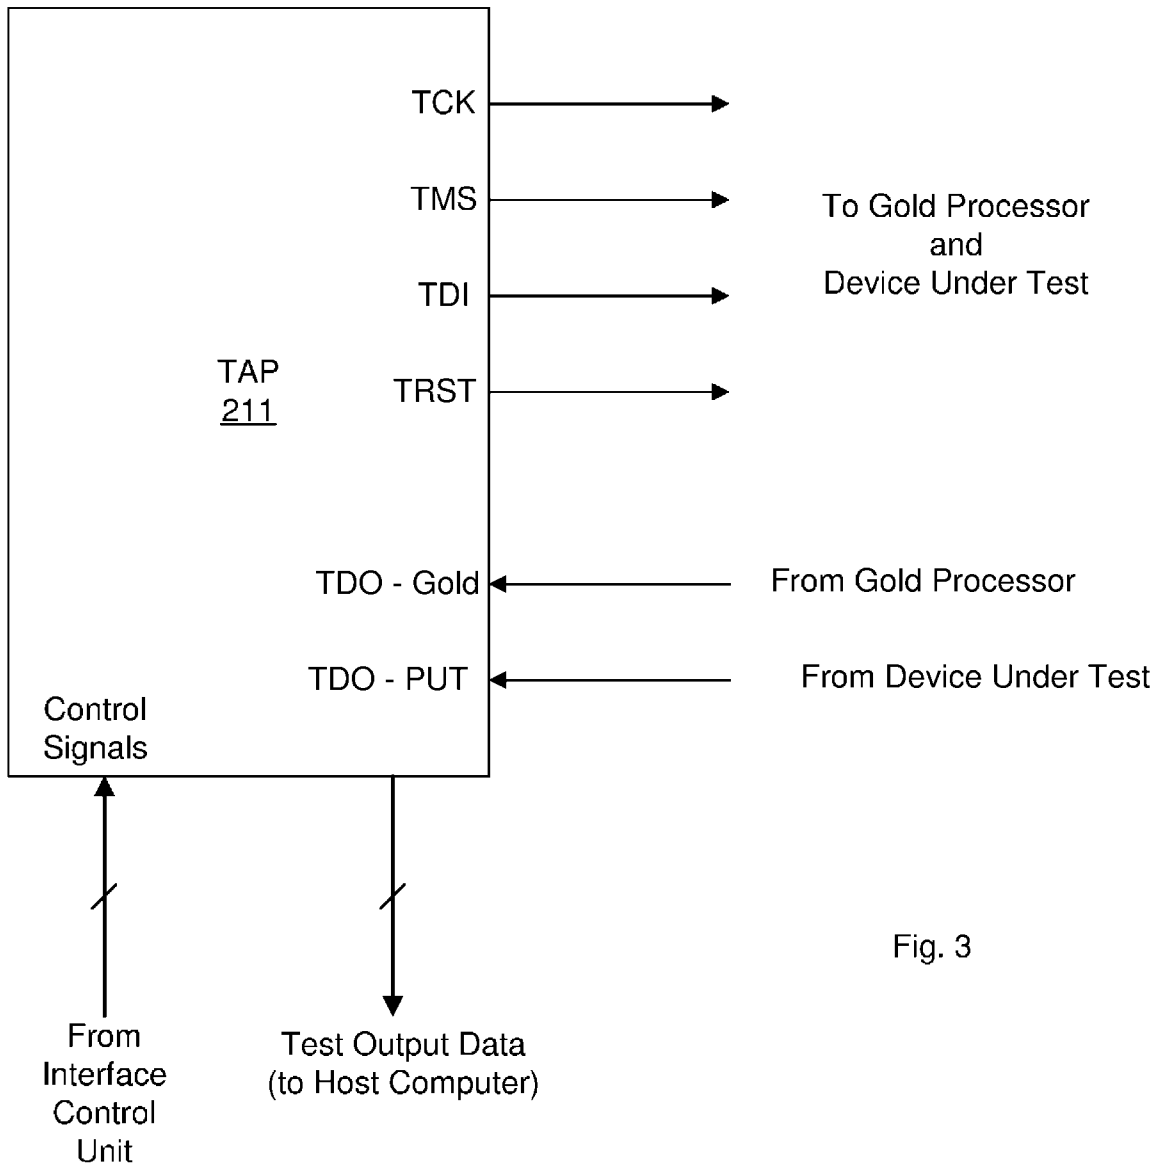 TCK
TMS
To Gold Processor
and
Device Under Test
TDI
TAP
211
TRST
TDO - Gold
From Gold Processor
TDO - PUT
From Device Under Test
Control
Signals
Fig. 3
From
Interface
Control
Unit
Test Output Data
(to Host Computer)